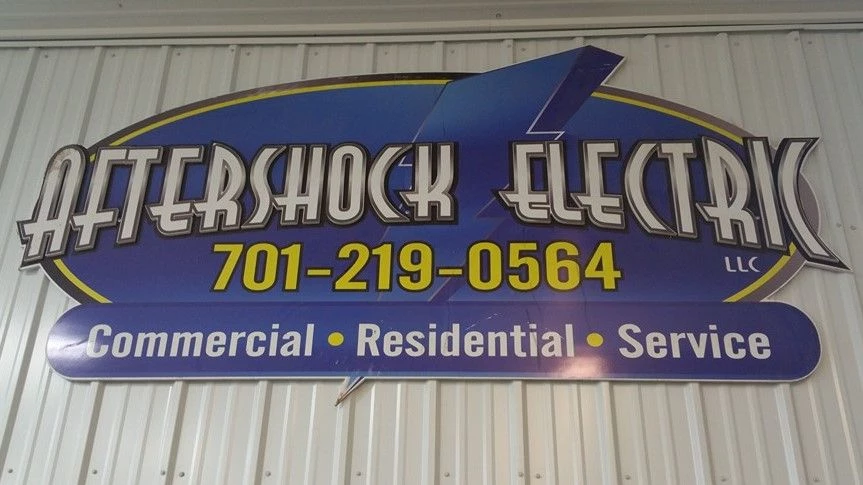 AFTERSHOCK ELECTRIC
LLC
701-219-0564
Commercial • Residential • Service